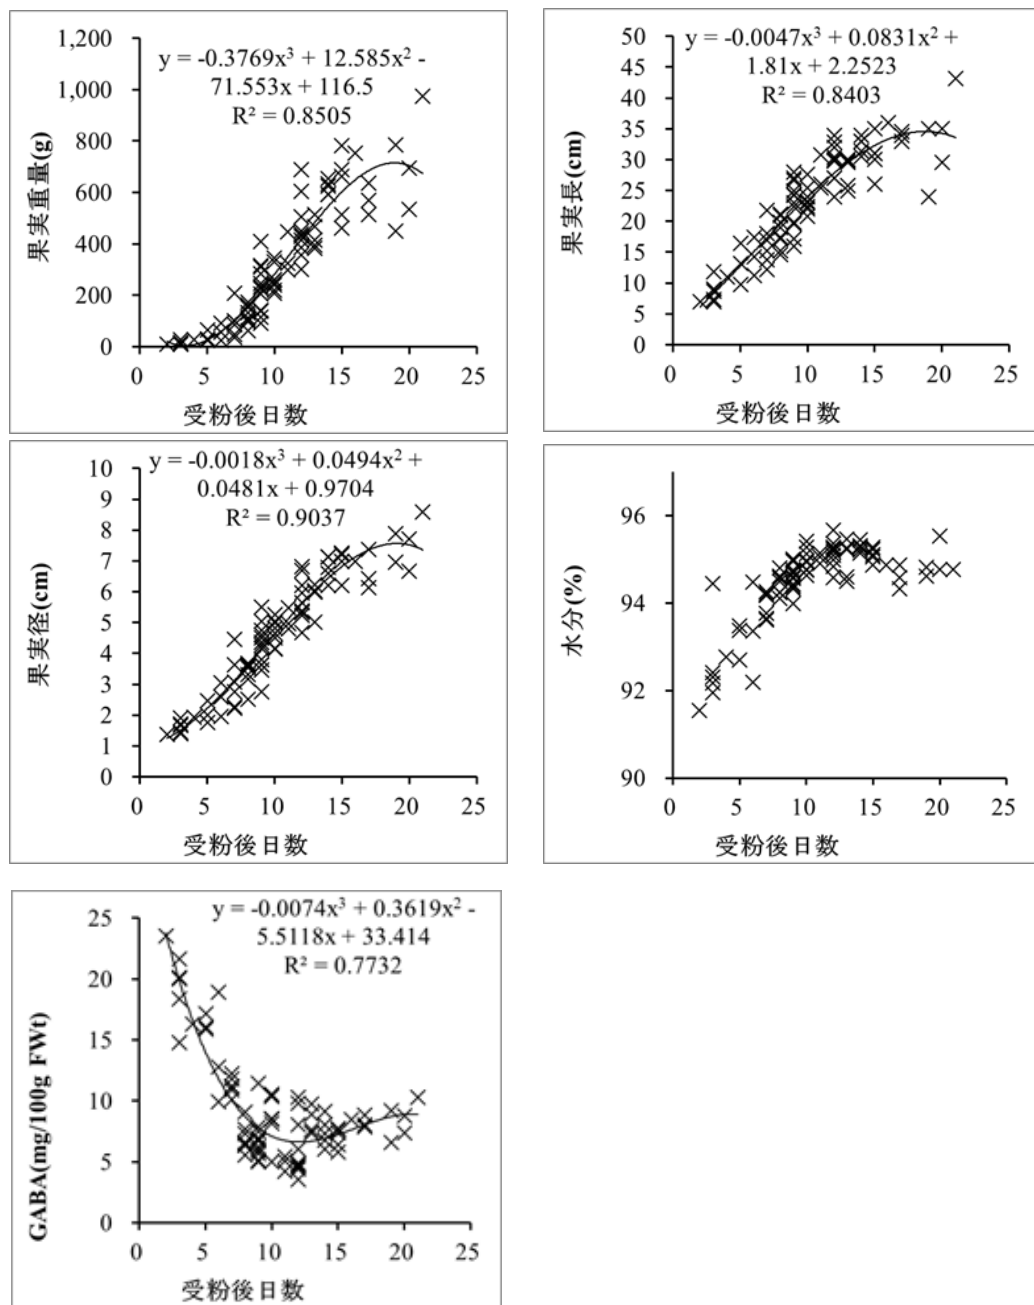 y = -0.3769x³ + 12.585x² -
71.553x + 116.5
R² = 0.8505
果実重量(g)
1,200
1,000
800
600
400
200
0
0 5 10 15 20 25
受粉後日数
y = -0.0047x³ + 0.0831x² +
1.81x + 2.2523
R² = 0.8403
果実長(cm)
50
45
40
35
30
25
20
15
10
5
0
0 5 10 15 20 25
受粉後日数
y = -0.0018x³ + 0.0494x² +
0.0481x + 0.9704
R² = 0.9037
果実径(cm)
10
9
8
7
6
5
4
3
2
1
0
0 5 10 15 20 25
受粉後日数
水分(%)
96
94
92
90
0 5 10 15 20 25
受粉後日数
y = -0.0074x³ + 0.3619x² -
5.5118x + 33.414
R² = 0.7732
GABA(mg/100g FWt)
25
20
15
10
5
0
0 5 10 15 20 25
受粉後日数